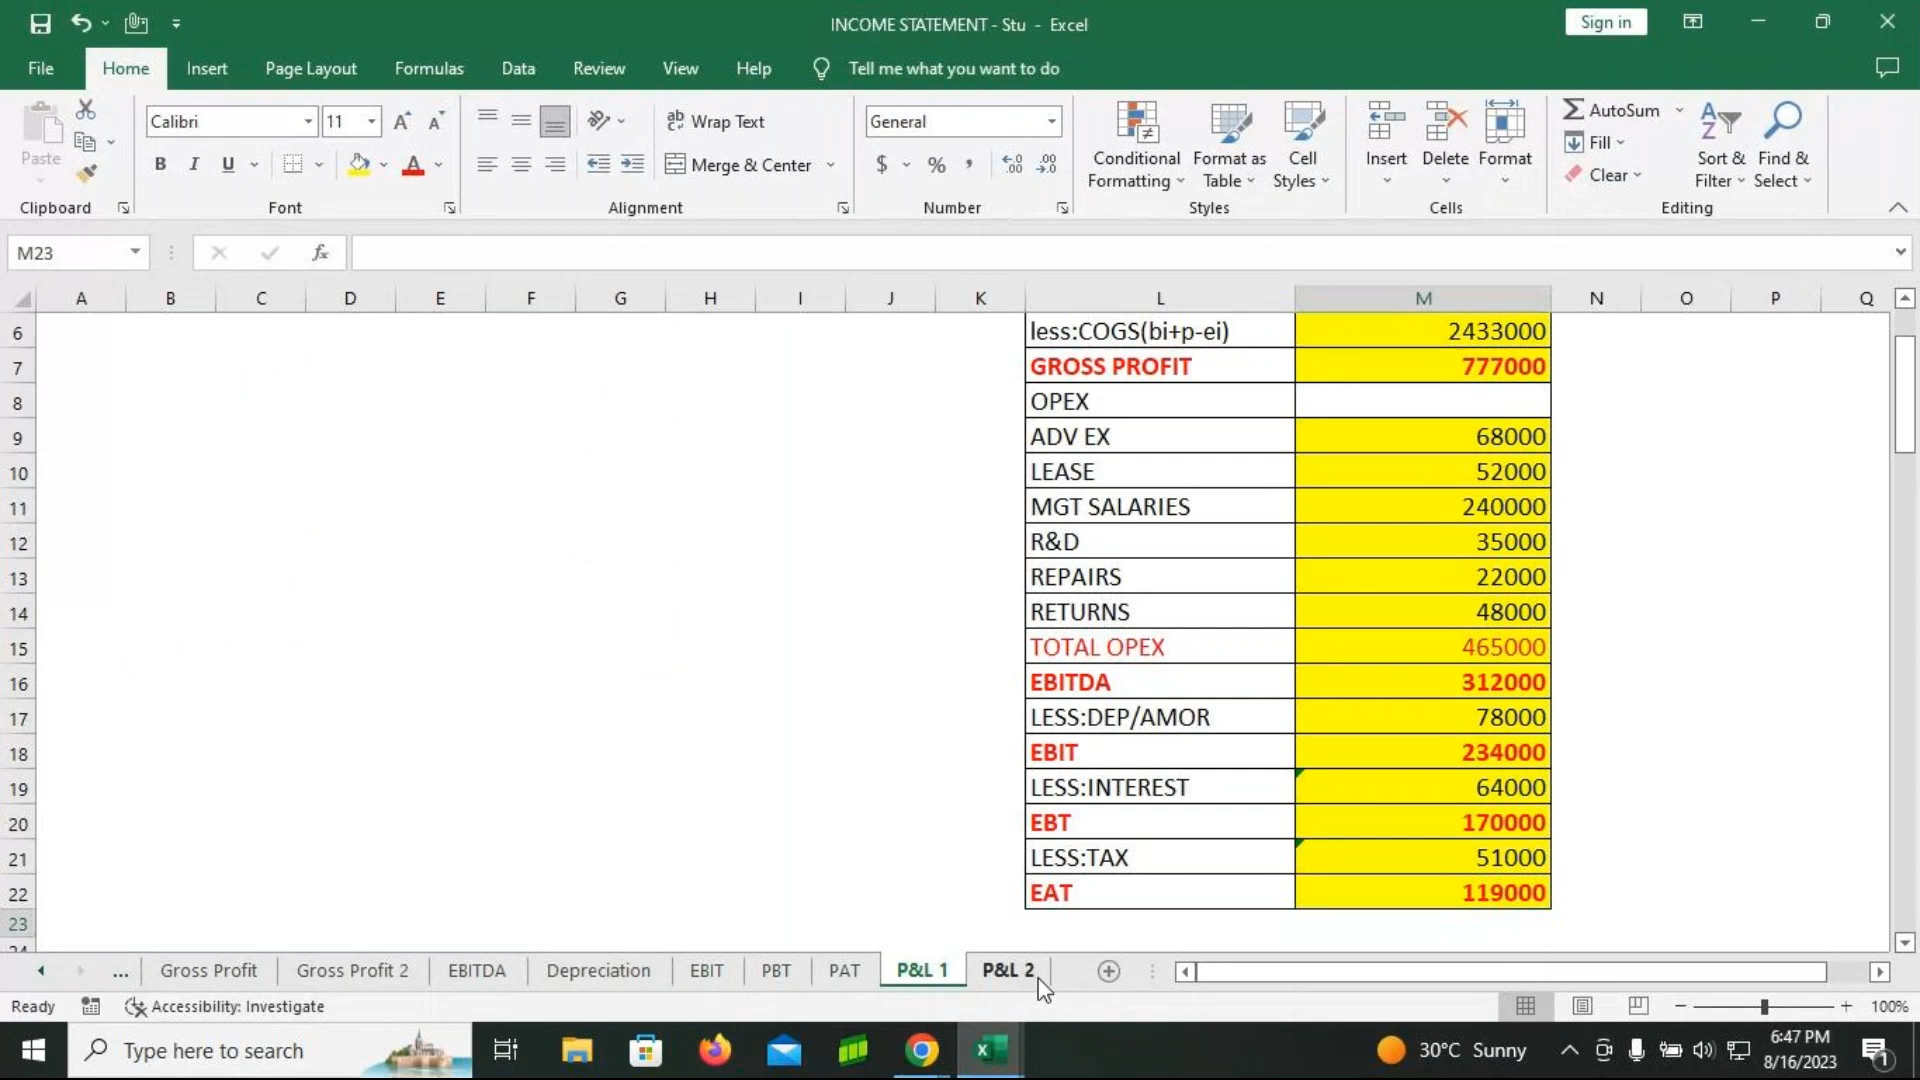 INCOME STATEMENT - Stu - Excel
Sign in
File Home Insert Page Layout Formulas Data Review View Help Tell me what you want to do
Paste
Clipboard
Calibri 11
B I U
Font
ab Wrap Text
Merge & Center
Alignment
General
$ % ,
Number
Conditional Formatting
Format as Table
Cell Styles
Styles
Insert Delete Format
Cells
AutoSum
Fill
Clear
Sort & Filter
Find & Select
Editing
M23 fx
A B C D E F G H I J K L M N O P Q
6 less:COGS(bi+p-ei) 2433000
7 GROSS PROFIT 777000
8 OPEX
9 ADV EX 68000
10 LEASE 52000
11 MGT SALARIES 240000
12 R&D 35000
13 REPAIRS 22000
14 RETURNS 48000
15 TOTAL OPEX 465000
16 EBITDA 312000
17 LESS:DEP/AMOR 78000
18 EBIT 234000
19 LESS:INTEREST 64000
20 EBT 170000
21 LESS:TAX 51000
22 EAT 119000
23
24
... Gross Profit Gross Profit 2 EBITDA Depreciation EBIT PBT PAT P&L 1 P&L 2
Ready Accessibility: Investigate 100%
Type here to search
30°C Sunny
6:47 PM
8/16/2023
1